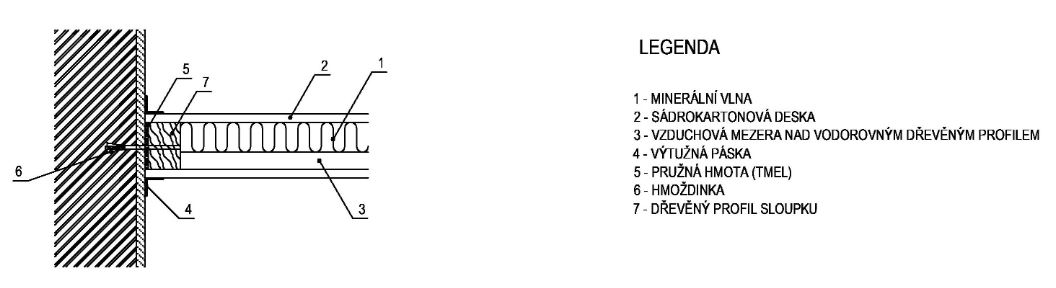 5
7
2
1
6
4
3
LEGENDA
1 - MINERÁLNÍ VLNA
2 - SÁDROKARTONOVÁ DESKA
3 - VZDUCHOVÁ MEZERA NAD VODOROVNÝM DŘEVĚNÝM PROFILEM
4 - VÝTUŽNÁ PÁSKA
5 - PRUŽNÁ HMOTA (TMEL)
6 - HMOŽDINKA
7 - DŘEVĚNÝ PROFIL SLOUPKU